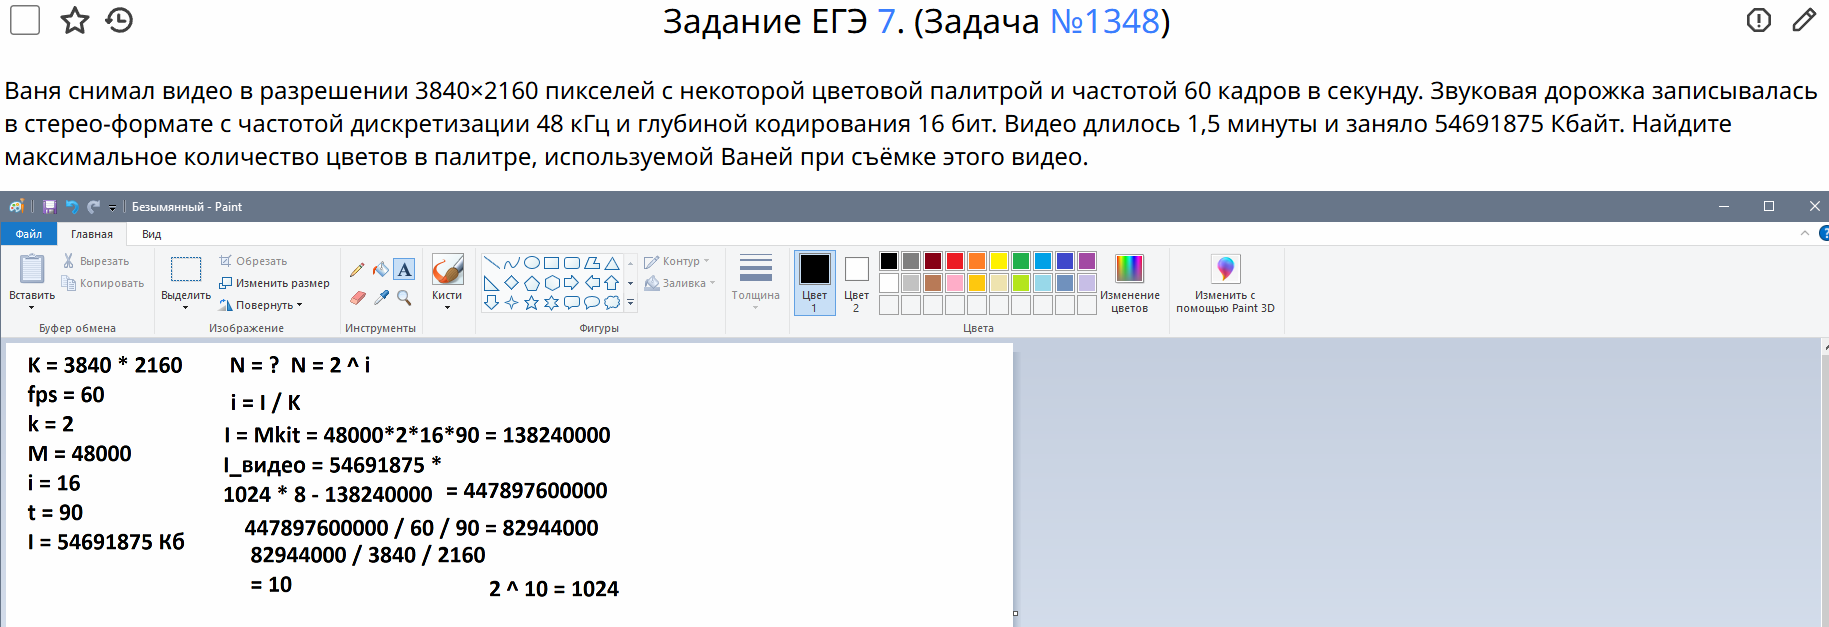 Задание ЕГЭ 7. (Задача №1348)
Ваня снимал видео в разрешении 3840×2160 пикселей с некоторой цветовой палитрой и частотой 60 кадров в секунду. Звуковая дорожка записывалась
в стерео-формате с частотой дискретизации 48 кГц и глубиной кодирования 16 бит. Видео длилось 1,5 минуты и заняло 54691875 Кбайт. Найдите
максимальное количество цветов в палитре, используемой Ваней при съёмке этого видео.
Безымянный - Paint
Файл Главная Вид
Вставить
Вырезать
Копировать
Буфер обмена
Выделить
Обрезать
Изменить размер
Повернуть
Изображение
A
Инструменты
Кисти
Контур
Заливка
Фигуры
Толщина
Цвет 1
Цвет 2
Цвета
Изменение цветов
Изменить с помощью Paint 3D
K = 3840 * 2160
fps = 60
k = 2
M = 48000
i = 16
t = 90
I = 54691875 Кб
N = ? N = 2 ^ i
i = I / K
I = Mkit = 48000*2*16*90 = 138240000
I_видео = 54691875 *
1024 * 8 - 138240000 = 447897600000
447897600000 / 60 / 90 = 82944000
82944000 / 3840 / 2160
= 10
2 ^ 10 = 1024